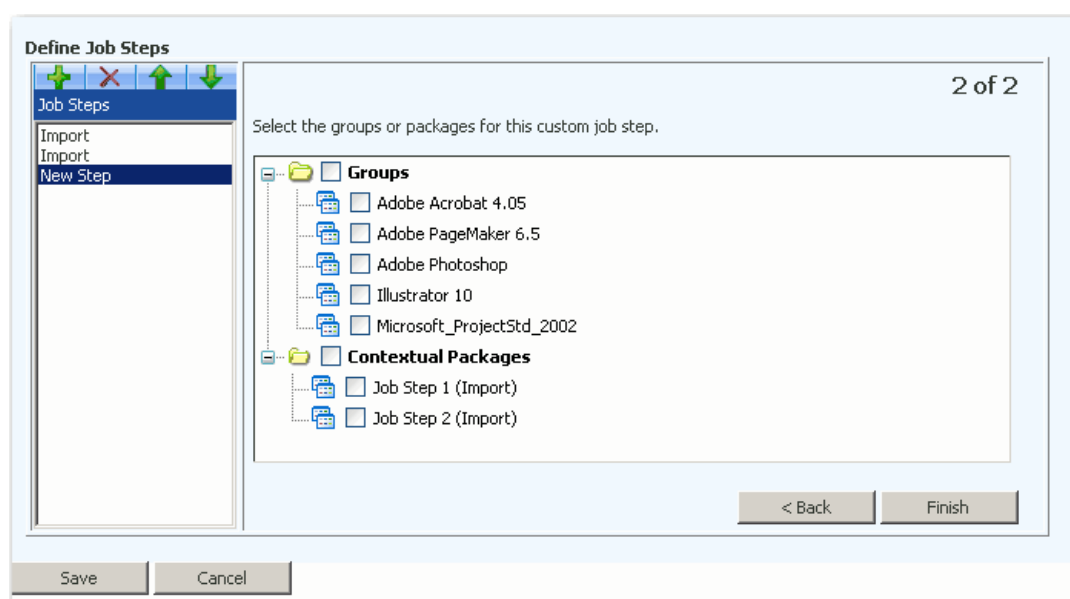 Define Job Steps
Job Steps
Import
Import
New Step
2 of 2
Select the groups or packages for this custom job step.
Groups
Adobe Acrobat 4.05
Adobe PageMaker 6.5
Adobe Photoshop
Illustrator 10
Microsoft_ProjectStd_2002
Contextual Packages
Job Step 1 (Import)
Job Step 2 (Import)
< Back Finish
Save Cancel